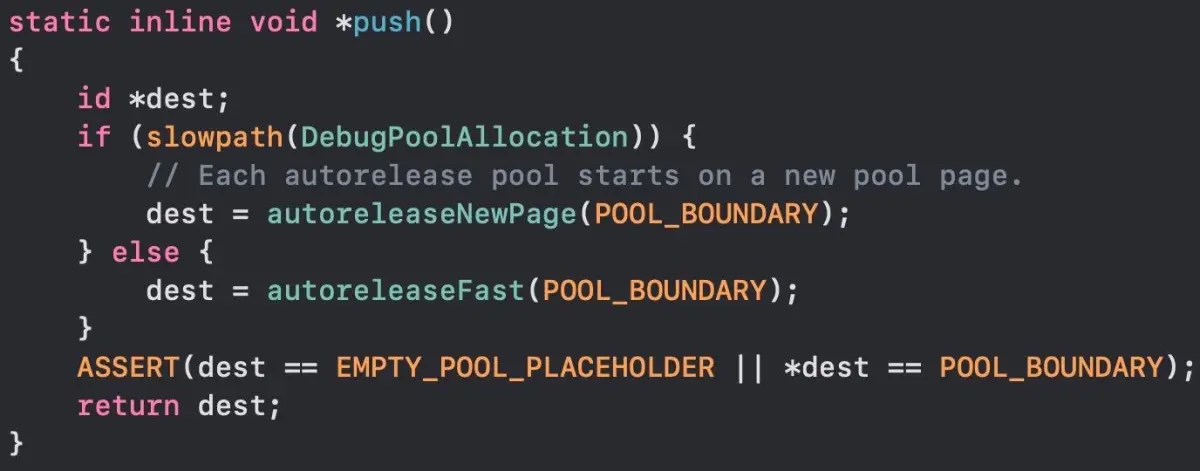 static inline void *push()
{
    id *dest;
    if (slowpath(DebugPoolAllocation)) {
        // Each autorelease pool starts on a new pool page.
        dest = autoreleaseNewPage(POOL_BOUNDARY);
    } else {
        dest = autoreleaseFast(POOL_BOUNDARY);
    }
    ASSERT(dest == EMPTY_POOL_PLACEHOLDER || *dest == POOL_BOUNDARY);
    return dest;
}